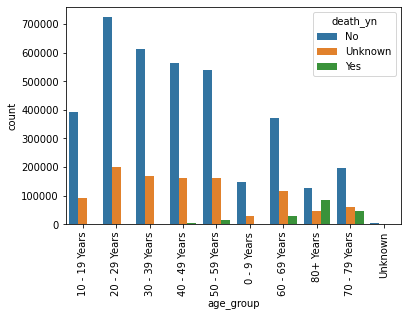 death_yn
No
Unknown
Yes
count
700000
600000
500000
400000
300000
200000
100000
0
10 - 19 Years
20 - 29 Years
30 - 39 Years
40 - 49 Years
50 - 59 Years
0 - 9 Years
60 - 69 Years
80+ Years
70 - 79 Years
Unknown
age_group